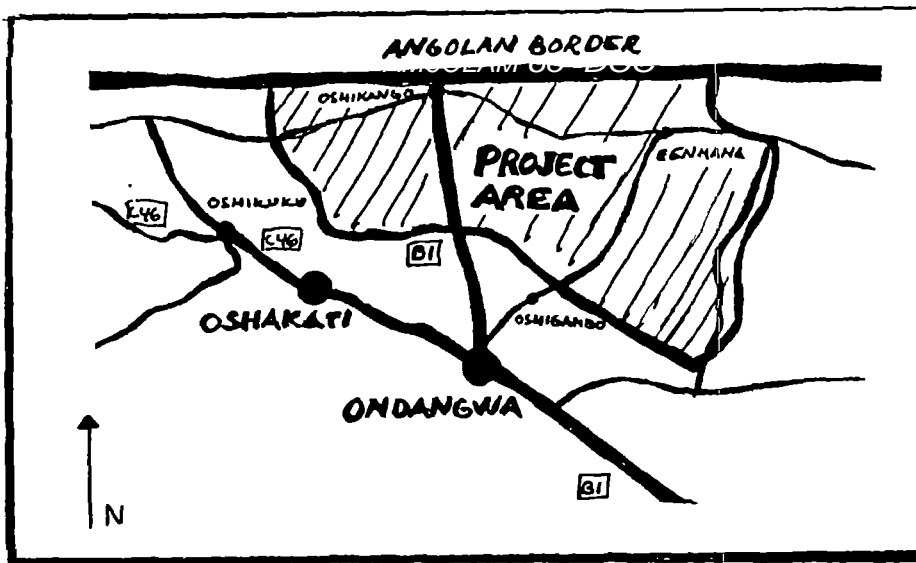 ANGOLAN BORDER
OSHIKANGO
PROJECT
AREA
EENHANA
C46
OSHIKUKU
C46
B1
OSHAKATI
OSHIGAMBO
ONDANGWA
B1
N